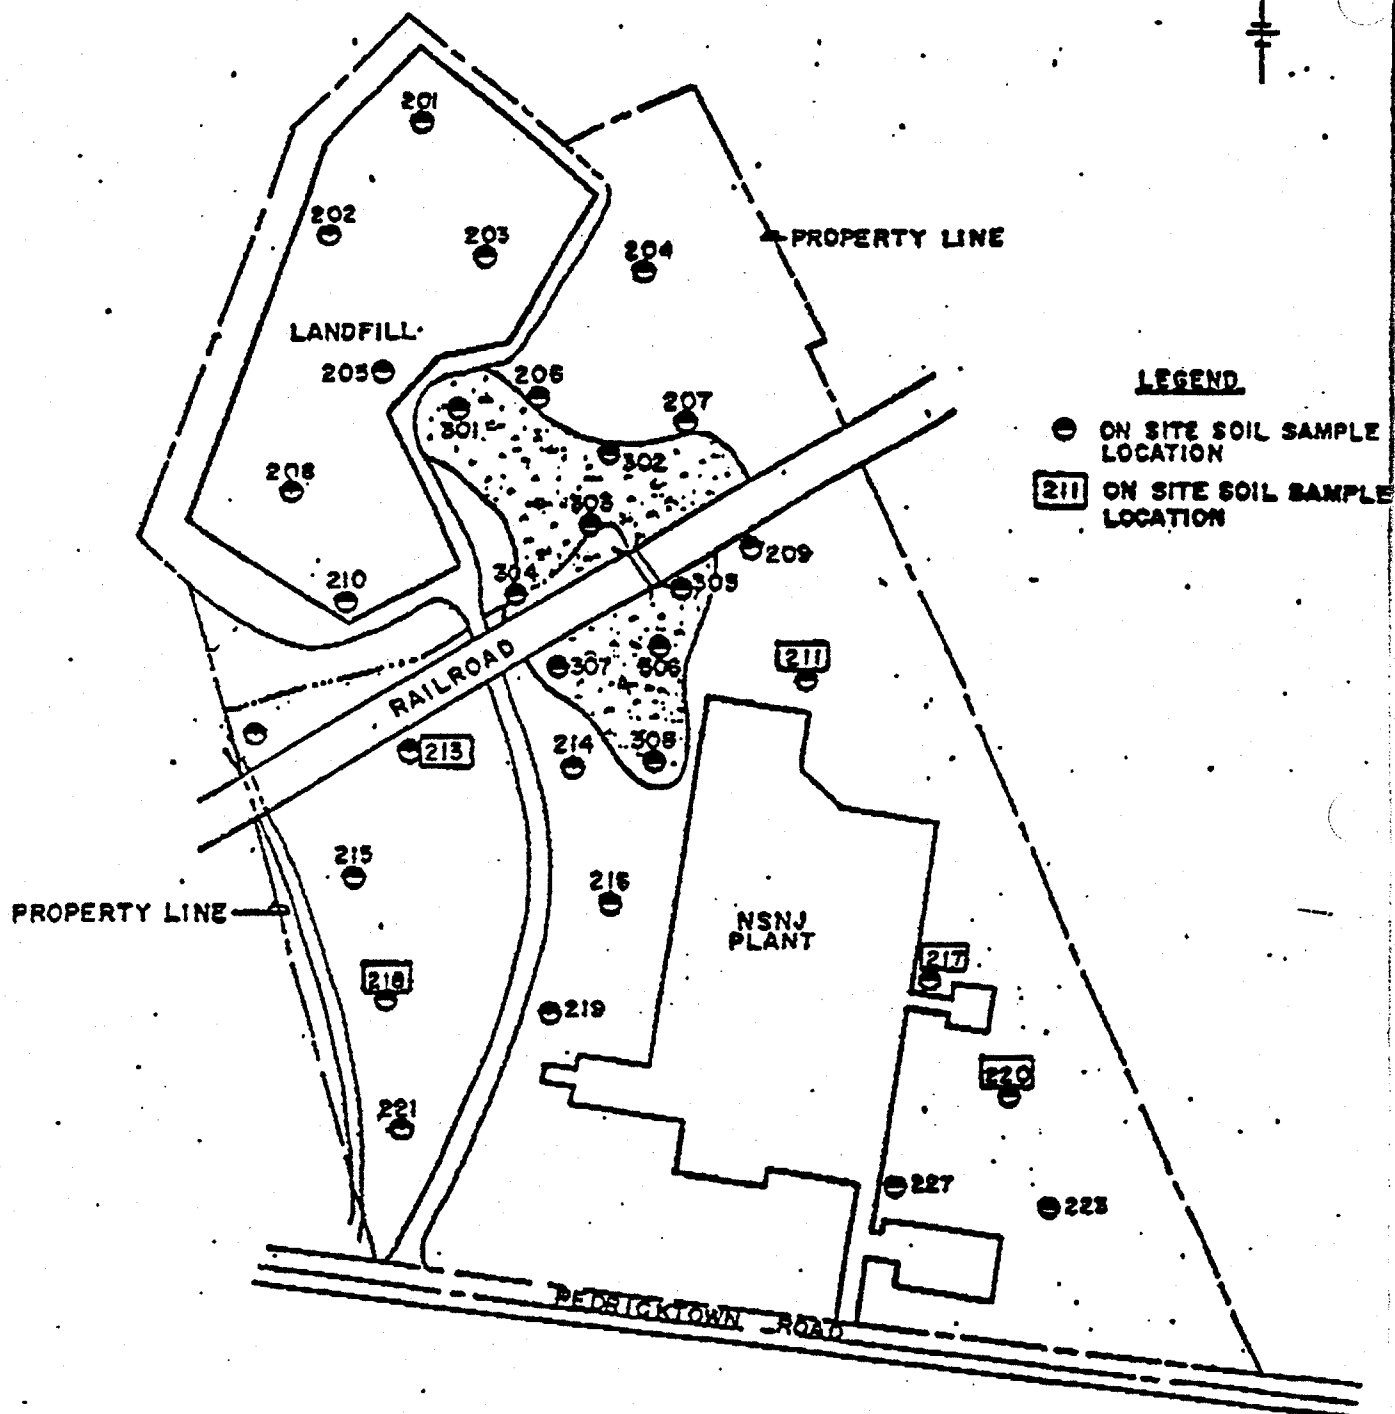 201
202
203
204
PROPERTY LINE
LANDFILL
205
206
207
LEGEND
ON SITE SOIL SAMPLE
LOCATION
211 ON SITE SOIL SAMPLE
LOCATION
301
302
208
303
209
210
304
305
RAILROAD
307
306
211
213
214
308
215
216
PROPERTY LINE
NSNJ
PLANT
217
218
219
220
221
227
223
PEDRICKTOWN ROAD